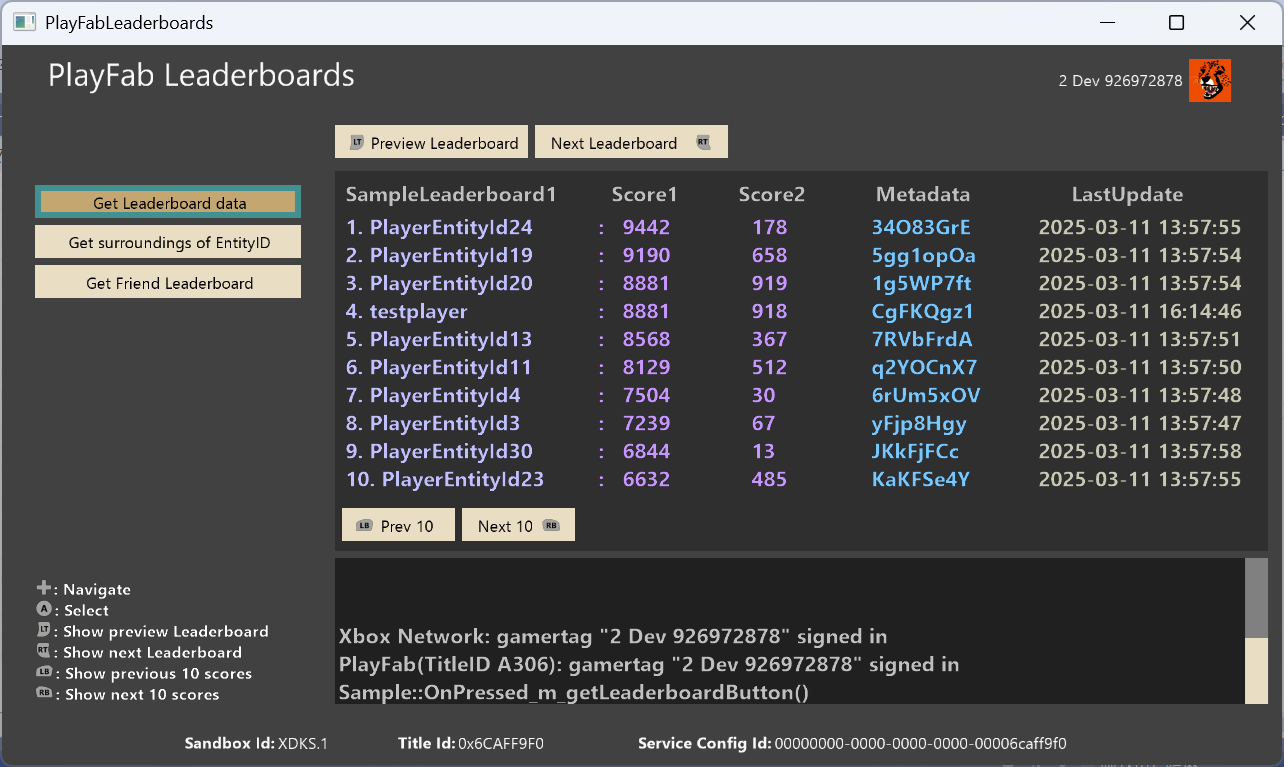 PlayFabLeaderboards
PlayFab Leaderboards
2 Dev 926972878
LT Preview Leaderboard
Next Leaderboard RT
Get Leaderboard data
Get surroundings of EntityID
Get Friend Leaderboard
SampleLeaderboard1 Score1 Score2 Metadata LastUpdate
1. PlayerEntityId24 : 9442 178 34O83GrE 2025-03-11 13:57:55
2. PlayerEntityId19 : 9190 658 5gg1opOa 2025-03-11 13:57:54
3. PlayerEntityId20 : 8881 919 1g5WP7ft 2025-03-11 13:57:54
4. testplayer : 8881 918 CgFKQgz1 2025-03-11 16:14:46
5. PlayerEntityId13 : 8568 367 7RVbFrdA 2025-03-11 13:57:51
6. PlayerEntityId11 : 8129 512 q2YOCnX7 2025-03-11 13:57:50
7. PlayerEntityId4 : 7504 30 6rUm5xOV 2025-03-11 13:57:48
8. PlayerEntityId3 : 7239 67 yFjp8Hgy 2025-03-11 13:57:47
9. PlayerEntityId30 : 6844 13 JKkFjFCc 2025-03-11 13:57:58
10. PlayerEntityId23 : 6632 485 KaKFSe4Y 2025-03-11 13:57:55
LB Prev 10
Next 10 RB
: Navigate
A : Select
LT : Show preview Leaderboard
RT : Show next Leaderboard
LB : Show previous 10 scores
RB : Show next 10 scores
Xbox Network: gamertag "2 Dev 926972878" signed in
PlayFab(TitleID A306): gamertag "2 Dev 926972878" signed in
Sample::OnPressed_m_getLeaderboardButton()
Sandbox Id: XDKS.1
Title Id: 0x6CAFF9F0
Service Config Id: 00000000-0000-0000-0000-00006caff9f0